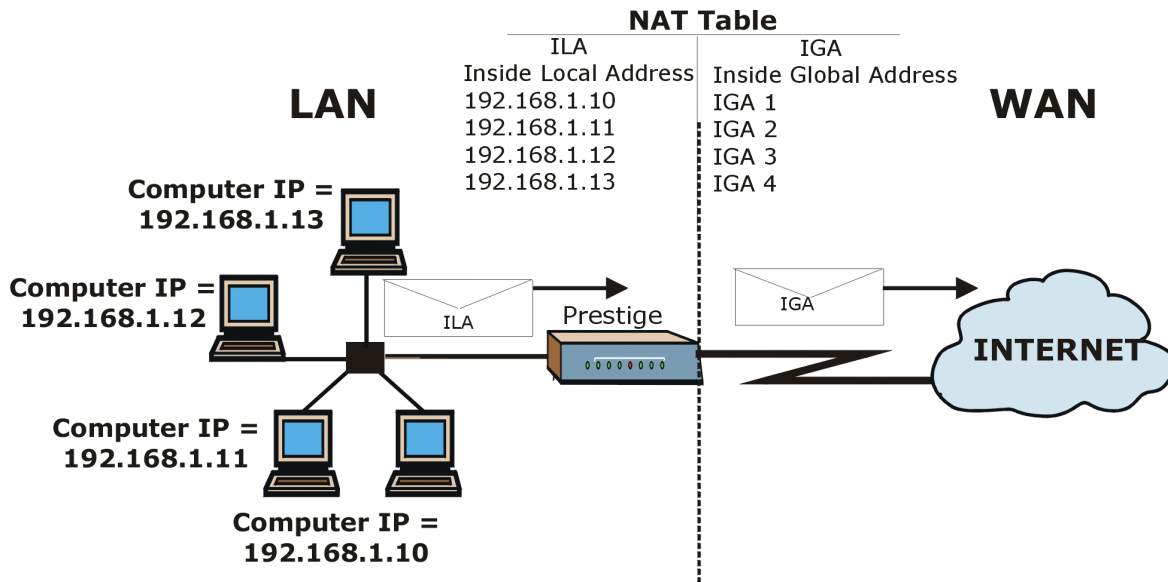 NAT Table
ILA
Inside Local Address
192.168.1.10
192.168.1.11
192.168.1.12
192.168.1.13
IGA
Inside Global Address
IGA 1
IGA 2
IGA 3
IGA 4
LAN
WAN
Computer IP =
192.168.1.13
Computer IP =
192.168.1.12
ILA
Prestige
IGA
INTERNET
Computer IP =
192.168.1.11
Computer IP =
192.168.1.10